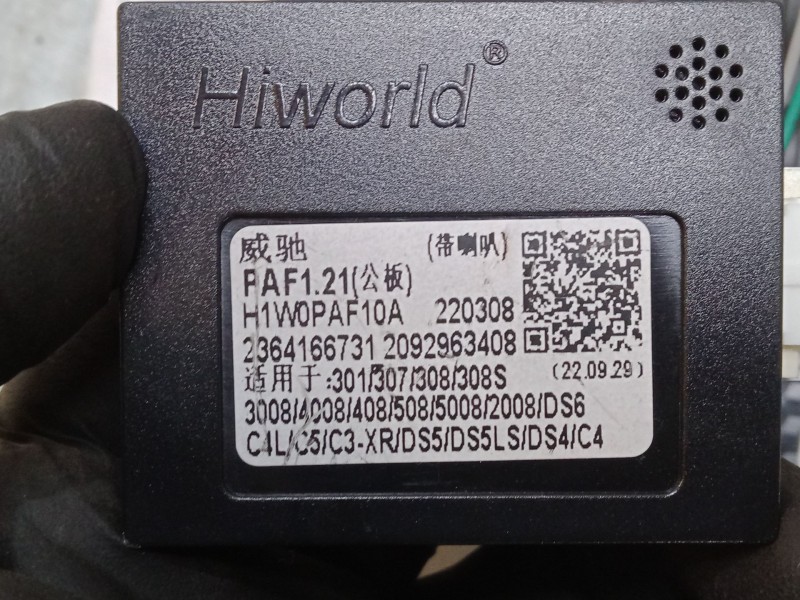 Hiworld®
威驰 (带喇叭)
PAF1.21(公板)
H1W0PAF10A 220308
2364166731 2092963408
适用于:301/307/308/308S (22.09.29)
3008/4008/408/508/5008/2008/DS6
C4L/C5/C3-XR/DS5/DS5LS/DS4/C4